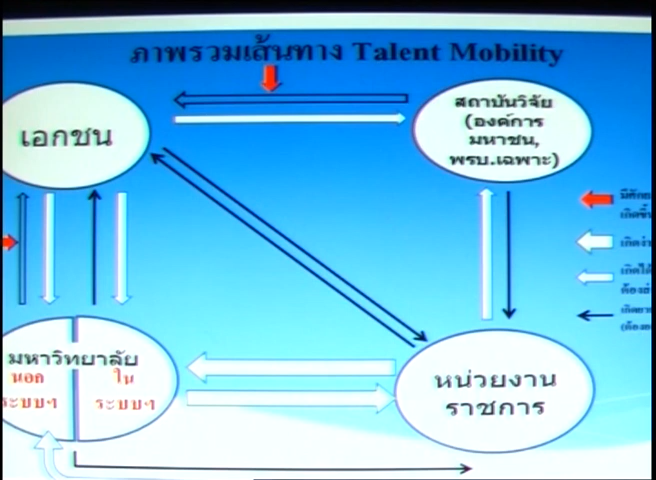 ภาพรวมเส้นทาง Talent Mobility
เอกชน
สถาบันวิจัย
(องค์การ
มหาชน,
พรบ.เฉพาะ)
มหาวิทยาลัย
นอก
ระบบฯ
ใน
ระบบฯ
หน่วยงาน
ราชการ